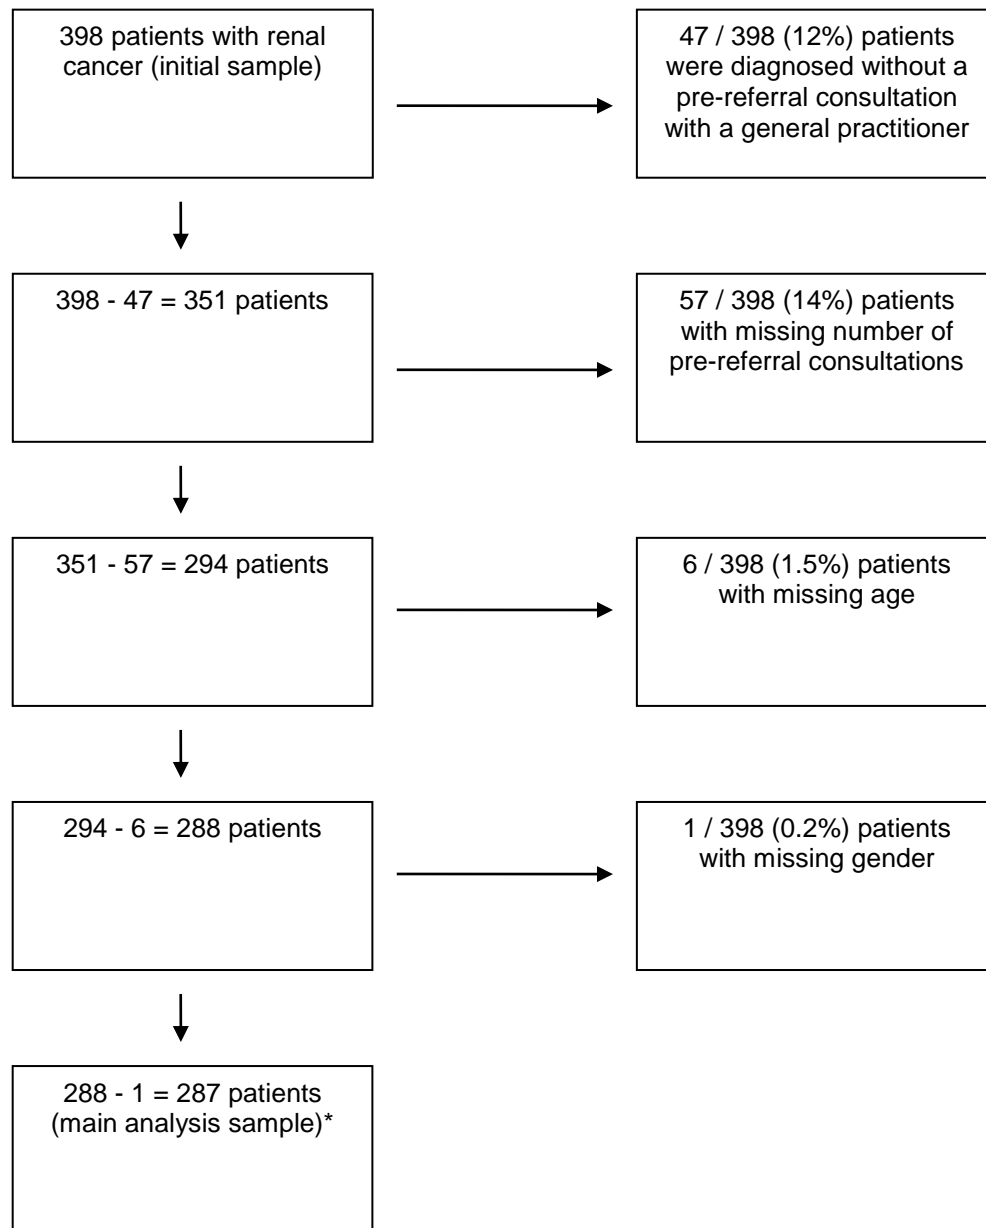 398 patients with renal
cancer (initial sample)
47 / 398 (12%) patients
were diagnosed without a
pre-referral consultation
with a general practitioner
398 - 47 = 351 patients
57 / 398 (14%) patients
with missing number of
pre-referral consultations
351 - 57 = 294 patients
6 / 398 (1.5%) patients
with missing age
294 - 6 = 288 patients
1 / 398 (0.2%) patients
with missing gender
288 - 1 = 287 patients
(main analysis sample)*